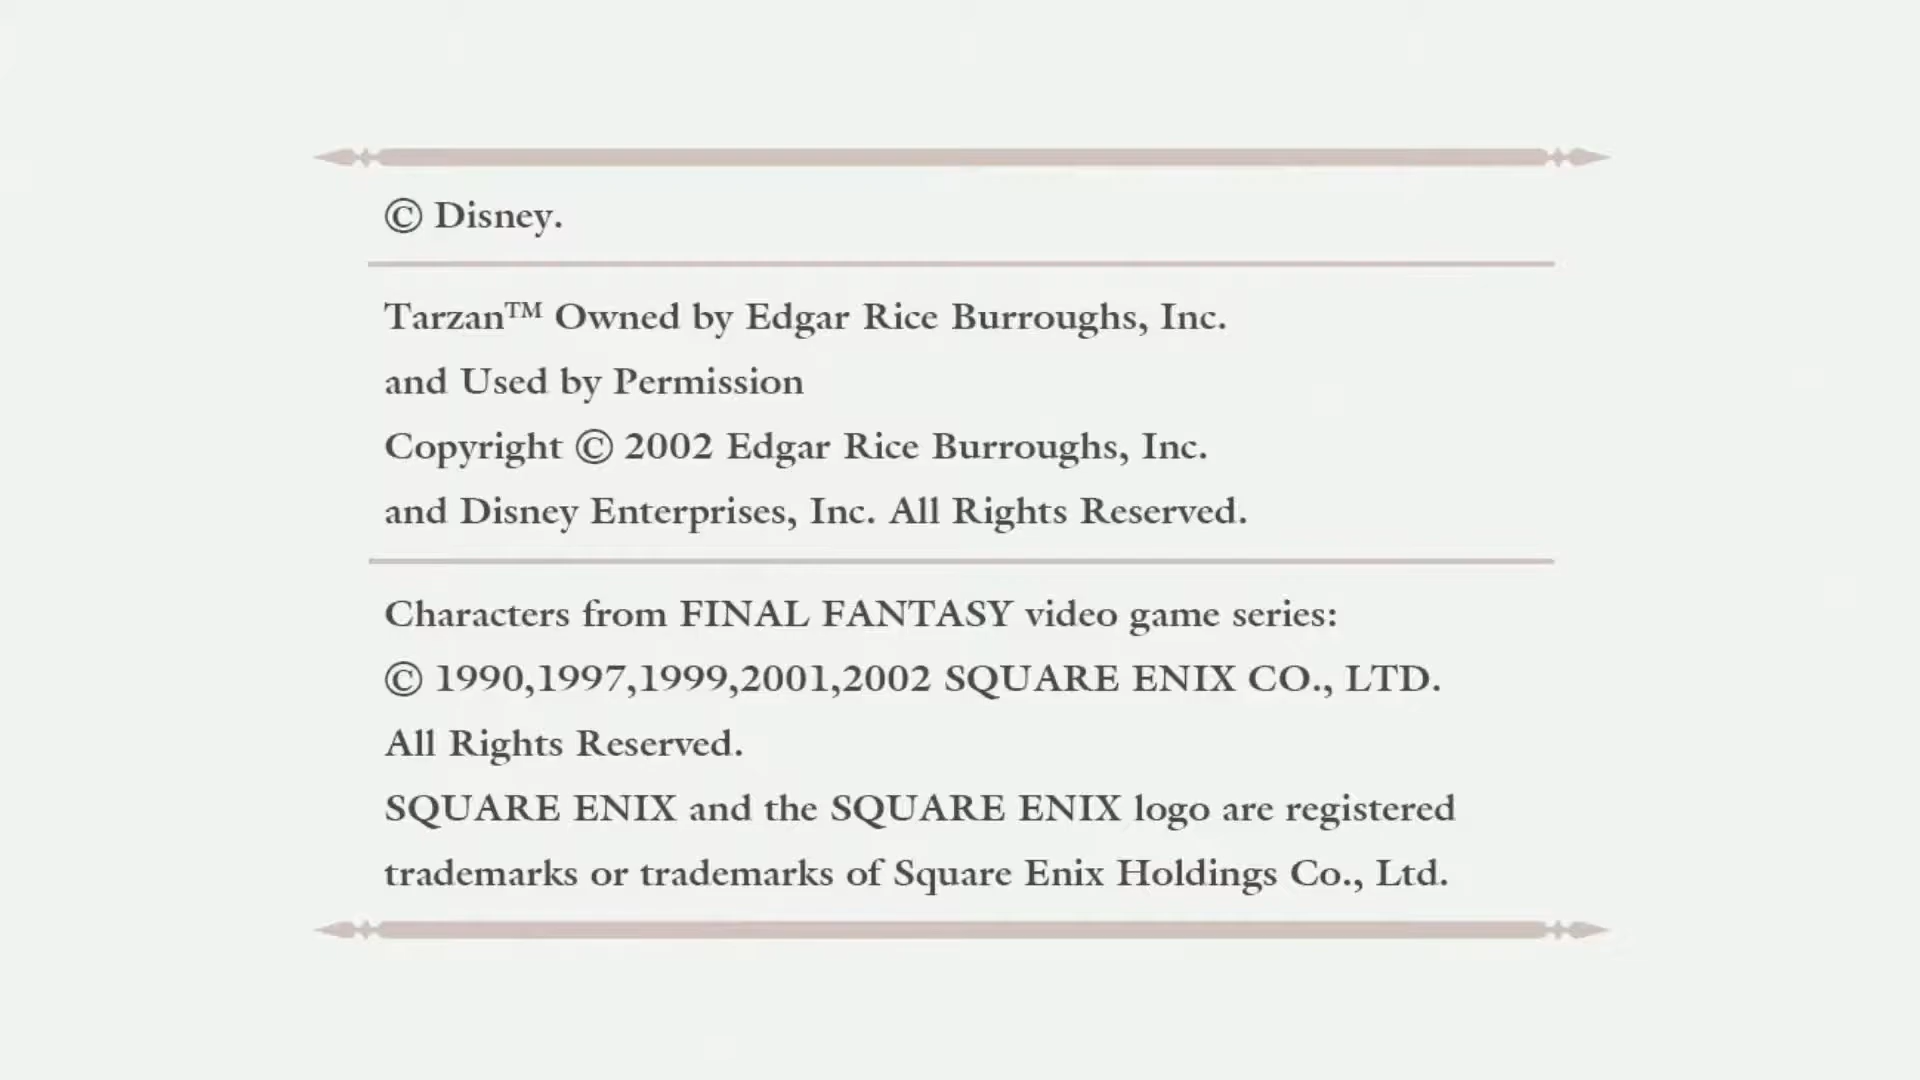 © Disney.
Tarzan™ Owned by Edgar Rice Burroughs, Inc.
and Used by Permission
Copyright © 2002 Edgar Rice Burroughs, Inc.
and Disney Enterprises, Inc. All Rights Reserved.
Characters from FINAL FANTASY video game series:
© 1990,1997,1999,2001,2002 SQUARE ENIX CO., LTD.
All Rights Reserved.
SQUARE ENIX and the SQUARE ENIX logo are registered
trademarks or trademarks of Square Enix Holdings Co., Ltd.